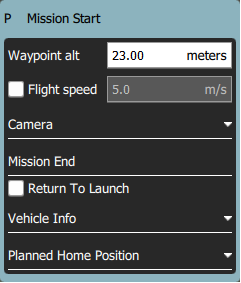 P Mission Start
Waypoint alt 23.00 meters
Flight speed 5.0 m/s
Camera
Mission End
Return To Launch
Vehicle Info
Planned Home Position